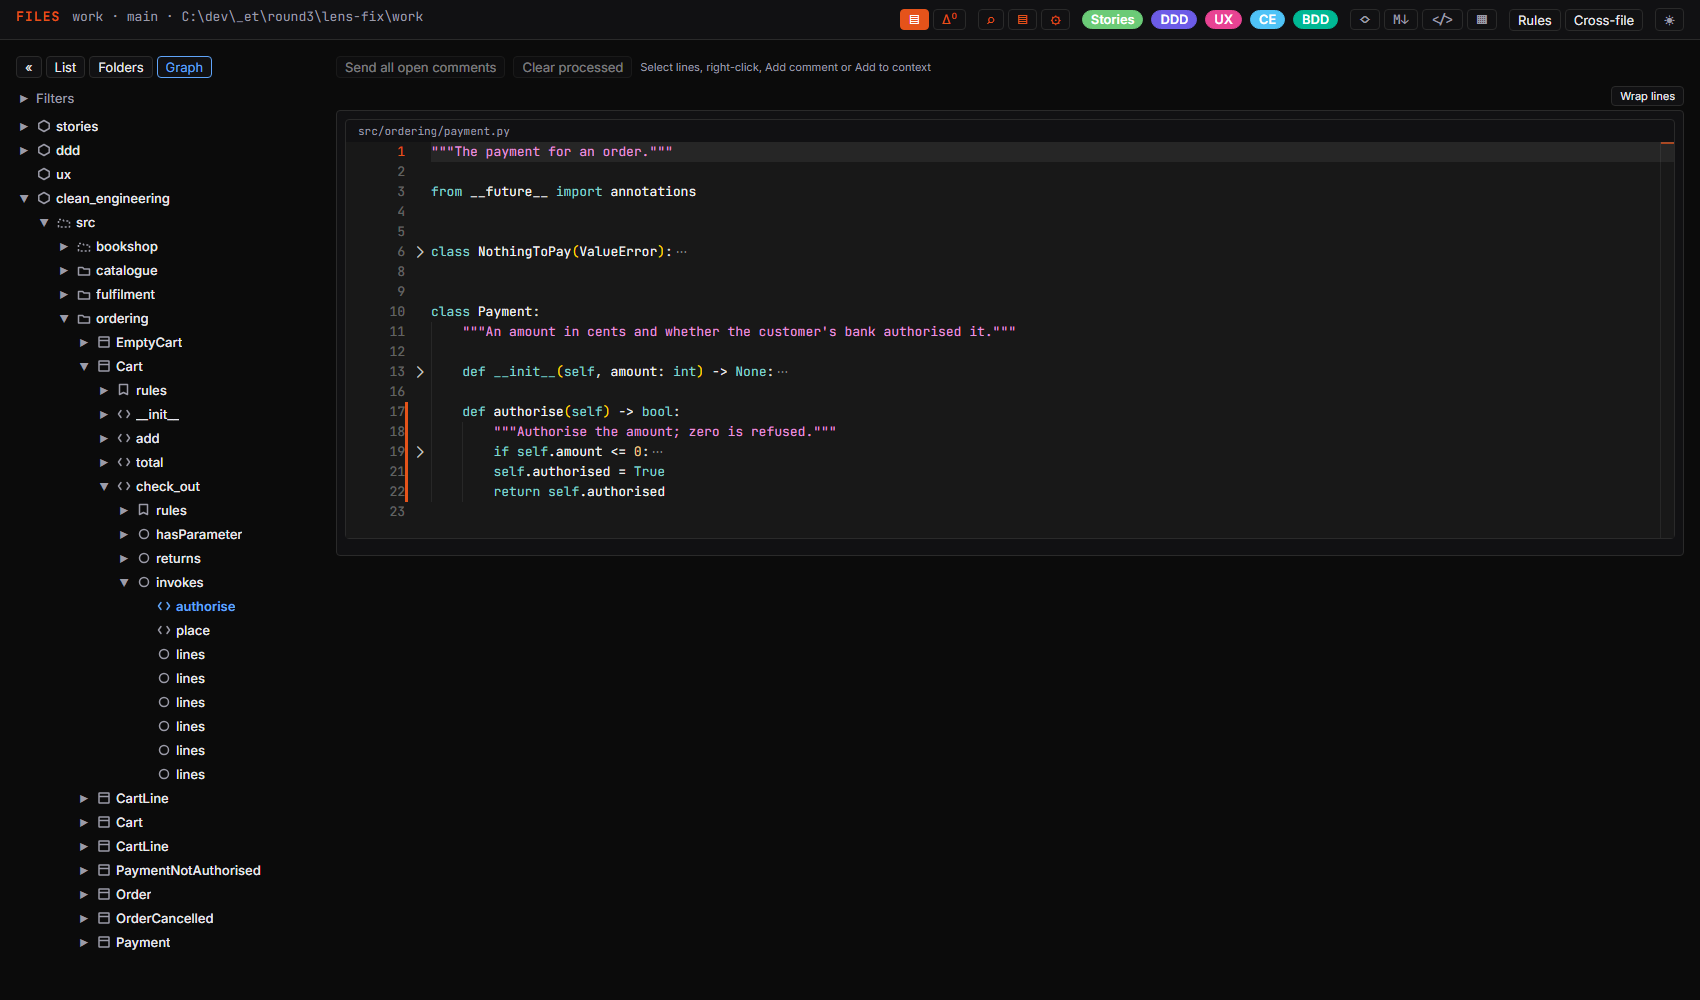 FILES work · main · C:\dev\_et\round3\lens-fix\work
Δ⁰ Stories DDD UX CE BDD M↓ </> Rules Cross-file
« List Folders Graph
Send all open comments Clear processed Select lines, right-click, Add comment or Add to context
Filters
Wrap lines
stories
ddd
ux
clean_engineering
src
bookshop
catalogue
fulfilment
ordering
EmptyCart
Cart
rules
__init__
add
total
check_out
rules
hasParameter
returns
invokes
authorise
place
lines
lines
lines
lines
lines
lines
CartLine
Cart
CartLine
PaymentNotAuthorised
Order
OrderCancelled
Payment
src/ordering/payment.py
1 """The payment for an order."""
2
3 from __future__ import annotations
4
5
6 class NothingToPay(ValueError):···
8
9
10 class Payment:
11 """An amount in cents and whether the customer's bank authorised it."""
12
13 def __init__(self, amount: int) -> None:···
16
17 def authorise(self) -> bool:
18 """Authorise the amount; zero is refused."""
19 if self.amount <= 0:···
21 self.authorised = True
22 return self.authorised
23